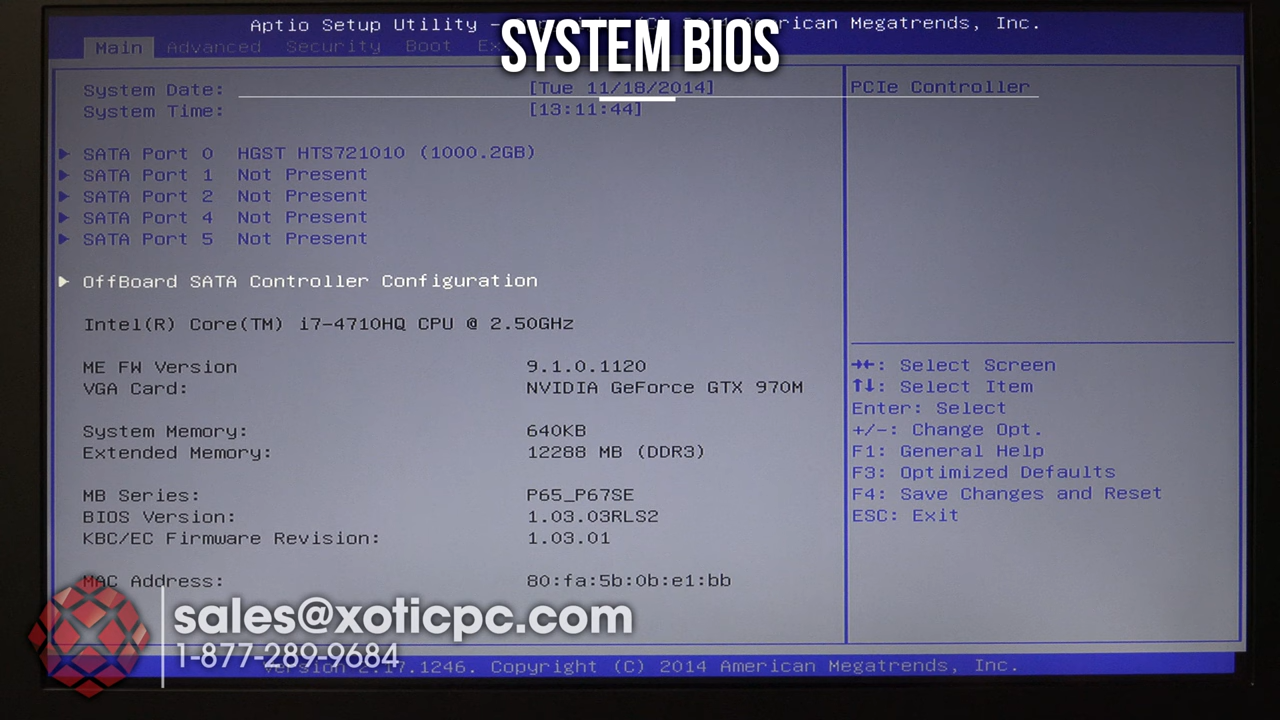 Aptio Setup Utility - Copyright (C) 2014 American Megatrends, Inc.
SYSTEM BIOS
Main Advanced Security Boot
System Date: [Tue 11/18/2014]
System Time: [13:11:44]
PCIe Controller
▶ SATA Port 0 HGST HTS721010 (1000.2GB)
▶ SATA Port 1 Not Present
▶ SATA Port 2 Not Present
▶ SATA Port 4 Not Present
▶ SATA Port 5 Not Present
▶ OffBoard SATA Controller Configuration
Intel(R) Core(TM) i7-4710HQ CPU @ 2.50GHz
ME FW Version 9.1.0.1120
VGA Card: NVIDIA GeForce GTX 970M
System Memory: 640KB
Extended Memory: 12288 MB (DDR3)
MB Series: P65_P67SE
BIOS Version: 1.03.03RLS2
KBC/EC Firmware Revision: 1.03.01
MAC Address: 80:fa:5b:0b:e1:bb
→←: Select Screen
↑↓: Select Item
Enter: Select
+/-: Change Opt.
F1: General Help
F3: Optimized Defaults
F4: Save Changes and Reset
ESC: Exit
sales@xoticpc.com
1-877-289-9684
Version 2.17.1246. Copyright (C) 2014 American Megatrends, Inc.